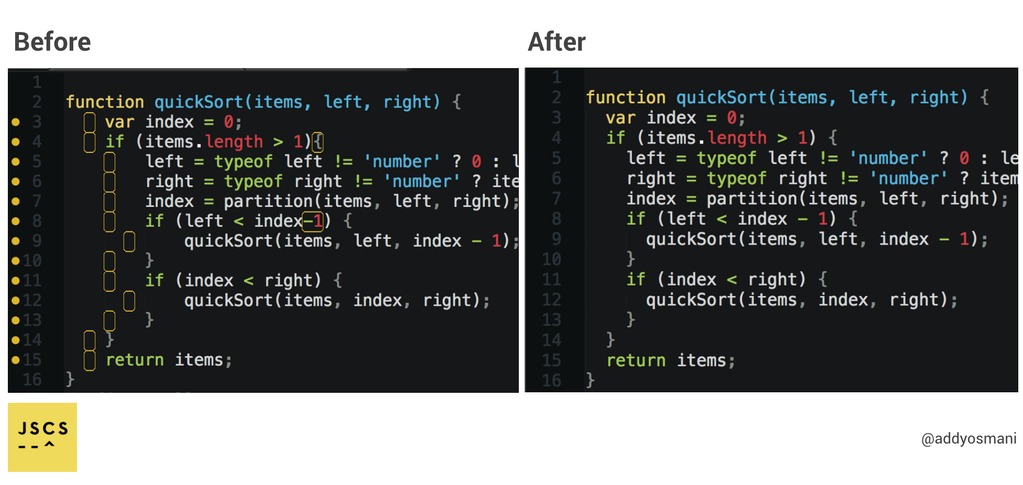 Before
1
2 function quickSort(items, left, right) {
3 var index = 0;
4 if (items.length > 1){
5 left = typeof left != 'number' ? 0 : l
6 right = typeof right != 'number' ? ite
7 index = partition(items, left, right);
8 if (left < index-1) {
9 quickSort(items, left, index - 1);
10 }
11 if (index < right) {
12 quickSort(items, index, right);
13 }
14 }
15 return items;
16 }
After
1
2 function quickSort(items, left, right) {
3 var index = 0;
4 if (items.length > 1) {
5 left = typeof left != 'number' ? 0 : le
6 right = typeof right != 'number' ? item
7 index = partition(items, left, right);
8 if (left < index - 1) {
9 quickSort(items, left, index - 1);
10 }
11 if (index < right) {
12 quickSort(items, index, right);
13 }
14 }
15 return items;
16 }
JSCS
--^
@addyosmani